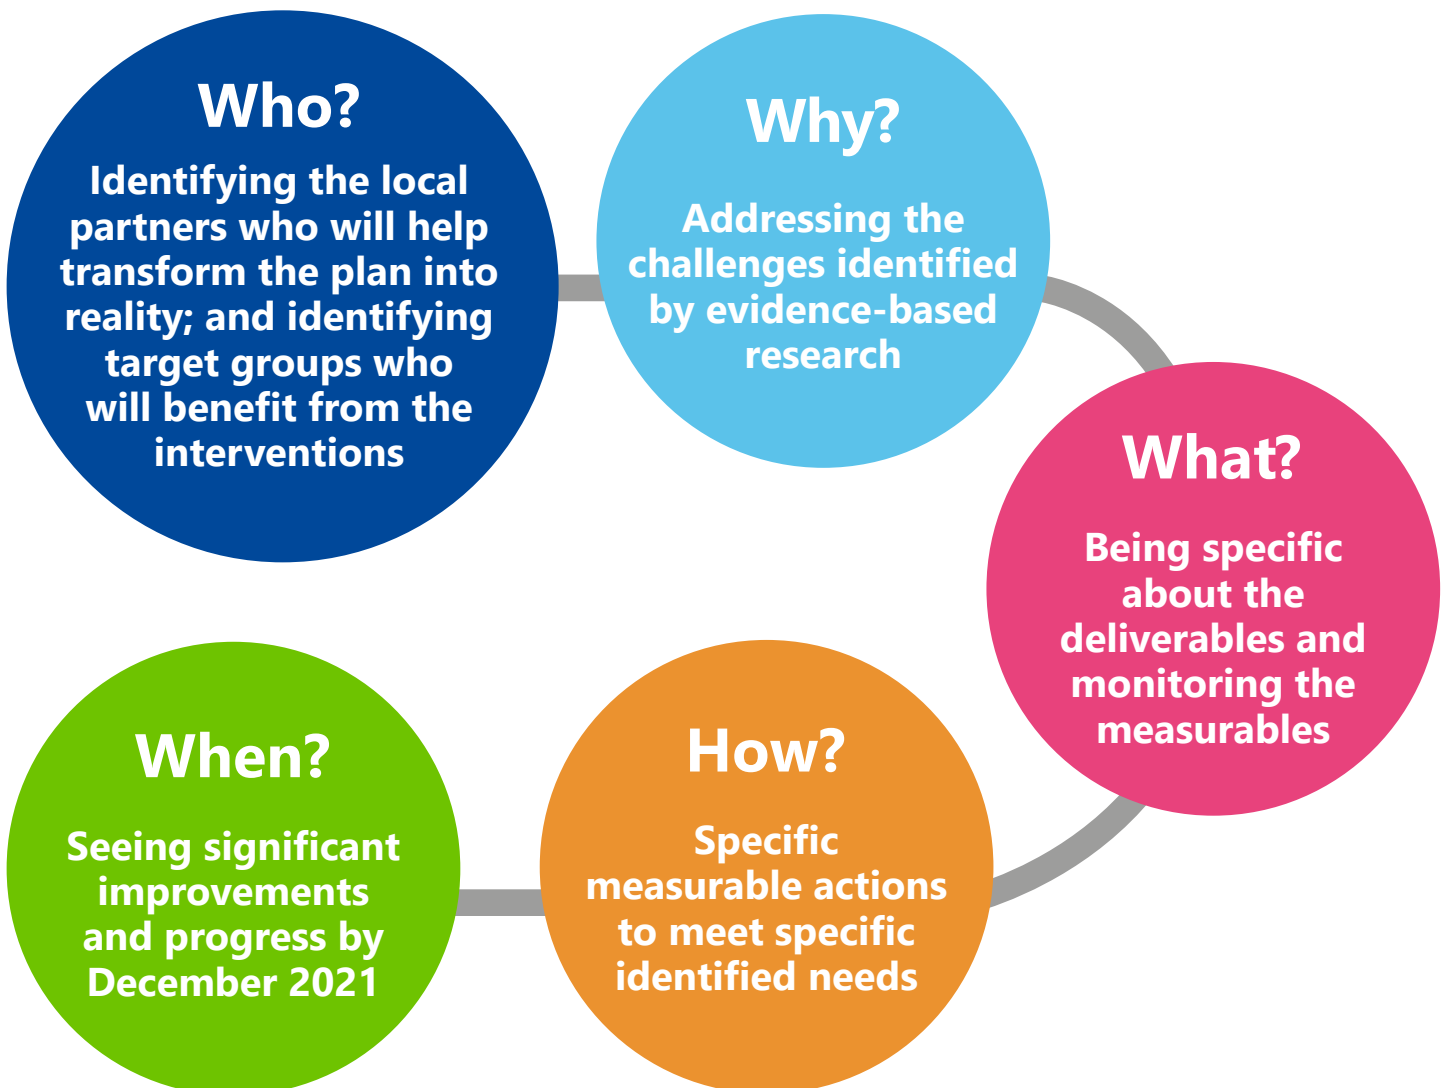 Who?
Identifying the local
partners who will help
transform the plan into
reality; and identifying
target groups who
will benefit from the
interventions
Why?
Addressing the
challenges identified
by evidence-based
research
What?
Being specific
about the
deliverables and
monitoring the
measurables
How?
Specific
measurable actions
to meet specific
identified needs
When?
Seeing significant
improvements
and progress by
December 2021